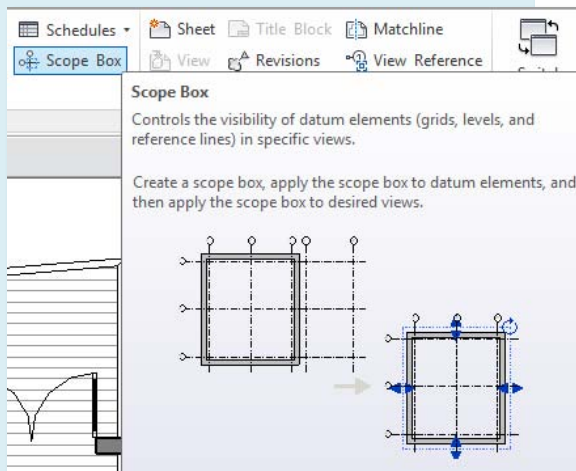 Schedules Sheet Title Block Matchline
Scope Box View Revisions View Reference
Scope Box
Controls the visibility of datum elements (grids, levels, and
reference lines) in specific views.
Create a scope box, apply the scope box to datum elements, and
then apply the scope box to desired views.